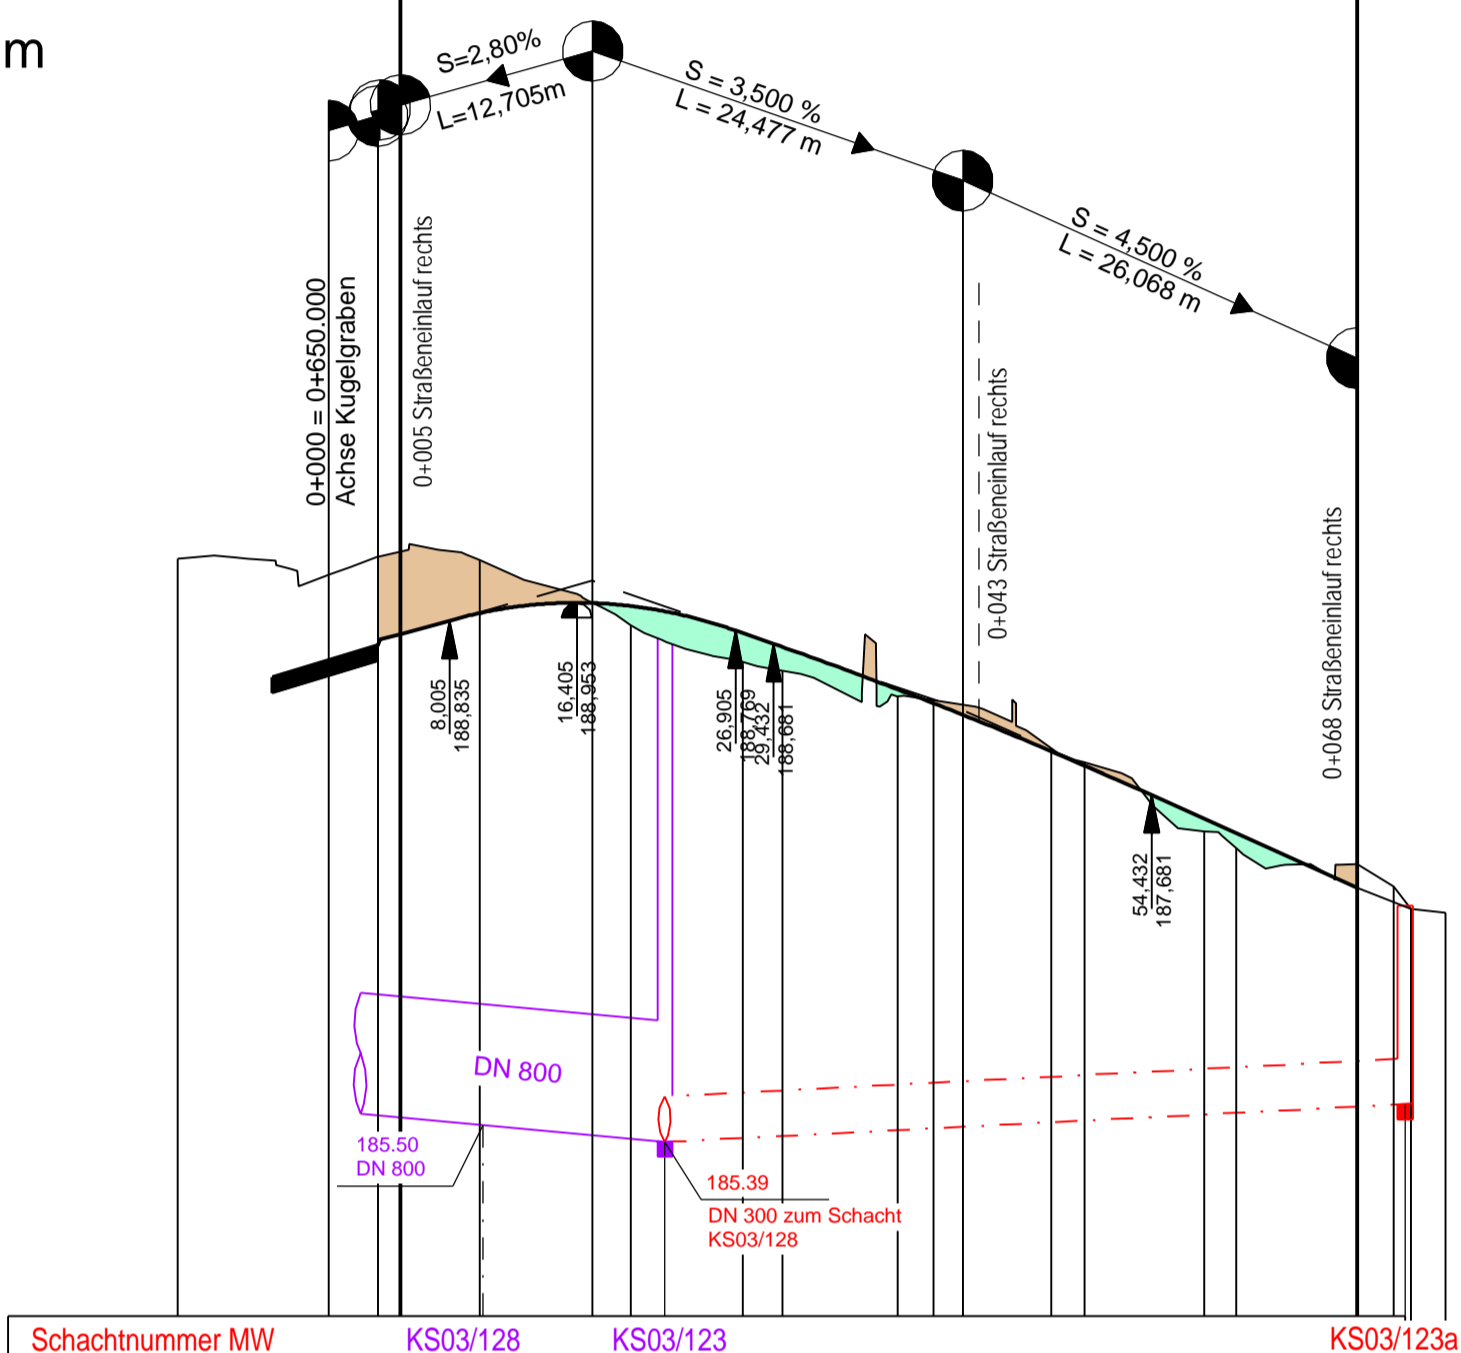 m
S=2,80%
L=12,705m
S = 3,500 %
L = 24,477 m
S = 4,500 %
L = 26,068 m
0+000 = 0+650.000
Achse Kugelgraben
0+005 Straßeneinlauf rechts
0+043 Straßeneinlauf rechts
0+068 Straßeneinlauf rechts
8,005
188,835
16,405
188,953
26,905
188,769
29,432
188,681
54,432
187,681
DN 800
185.50
DN 800
185.39
DN 300 zum Schacht
KS03/128
Schachtnummer MW
KS03/128
KS03/123
KS03/123a